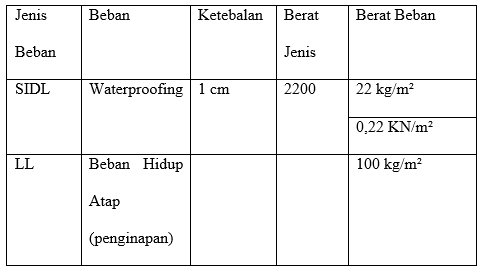 Jenis Beban | Beban | Ketebalan | Berat Jenis | Berat Beban
SIDL | Waterproofing | 1 cm | 2200 | 22 kg/m²
0,22 KN/m²
LL | Beban Hidup Atap (penginapan) | | | 100 kg/m²